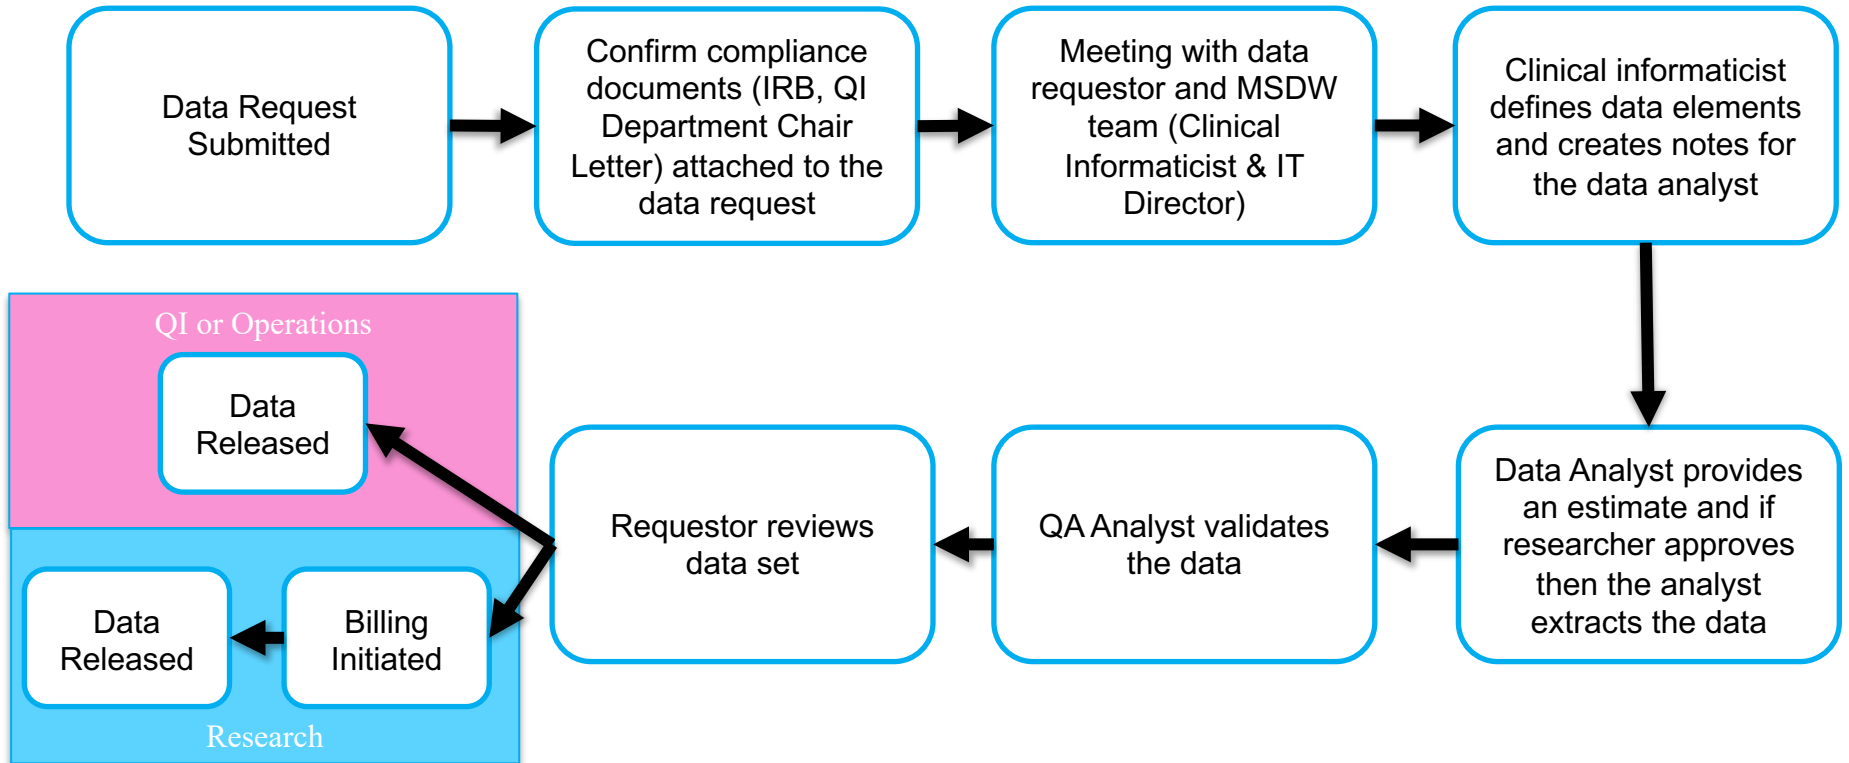 Data Request
Submitted
Confirm compliance
documents (IRB, QI
Department Chair
Letter) attached to the
data request
Meeting with data
requestor and MSDW
team (Clinical
Informaticist & IT
Director)
Clinical informaticist
defines data elements
and creates notes for
the data analyst
Data Analyst provides
an estimate and if
researcher approves
then the analyst
extracts the data
QA Analyst validates
the data
Requestor reviews
data set
QI or Operations
Data
Released
Billing
Initiated
Data
Released
Research